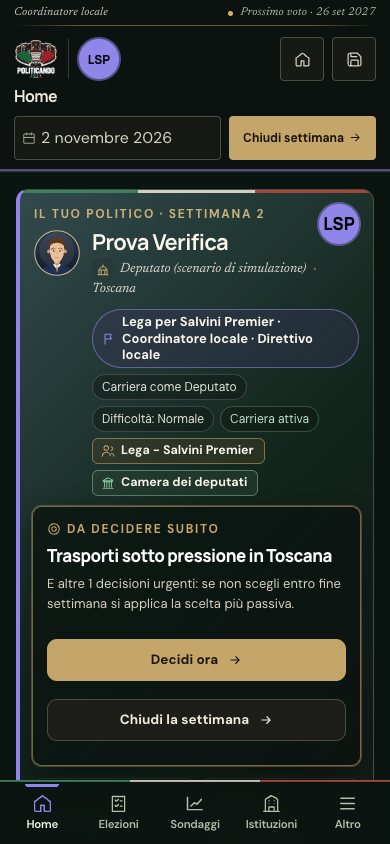 Coordinatore locale
Prossimo voto · 26 set 2027
POLITICANDO
LSP
Home
2 novembre 2026
Chiudi settimana →
IL TUO POLITICO · SETTIMANA 2
LSP
Prova Verifica
Deputato (scenario di simulazione) ·
Toscana
Lega per Salvini Premier ·
Coordinatore locale · Direttivo
locale
Carriera come Deputato
Difficoltà: Normale
Carriera attiva
Lega - Salvini Premier
Camera dei deputati
DA DECIDERE SUBITO
Trasporti sotto pressione in Toscana
E altre 1 decisioni urgenti: se non scegli entro fine
settimana si applica la scelta più passiva.
Decidi ora →
Chiudi la settimana →
Home
Elezioni
Sondaggi
Istituzioni
Altro